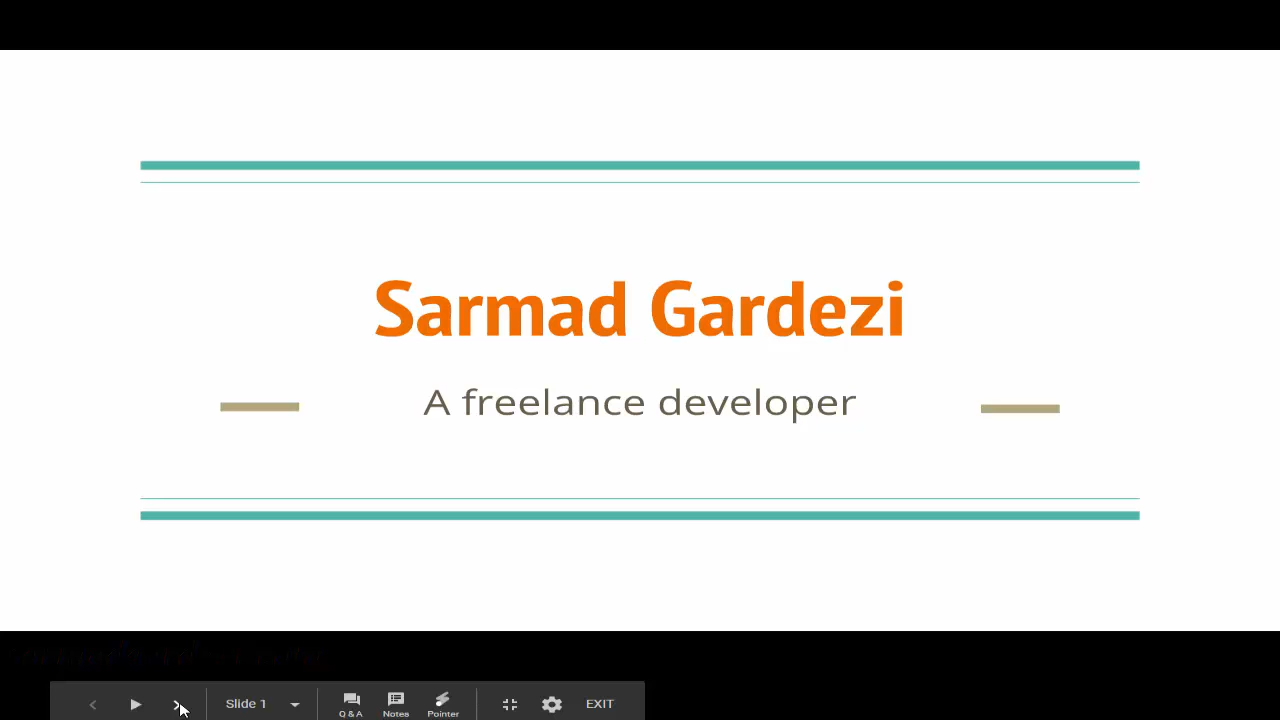 Sarmad Gardezi
A freelance developer
Slide 1
Q & A
Notes
Pointer
EXIT